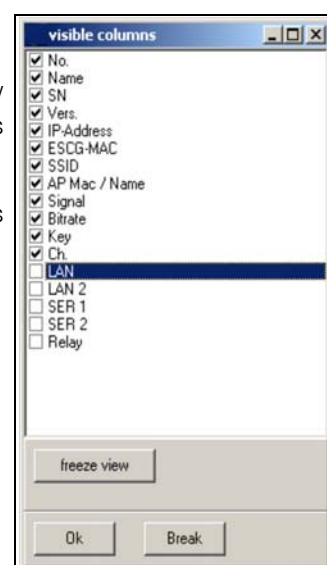 visible columns
No.
Name
SN
Vers.
IP-Address
ESCG-MAC
SSID
AP Mac / Name
Signal
Bitrate
Key
Ch.
LAN
LAN 2
SER 1
SER 2
Relay
freeze view
Ok Break